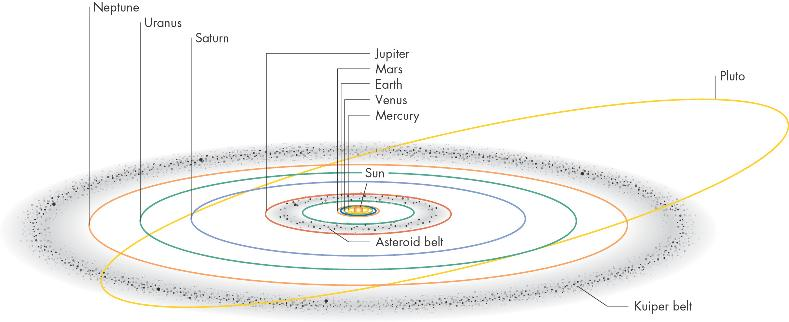 Neptune
Uranus
Saturn
Jupiter
Mars
Earth
Venus
Mercury
Pluto
Sun
Asteroid belt
Kuiper belt